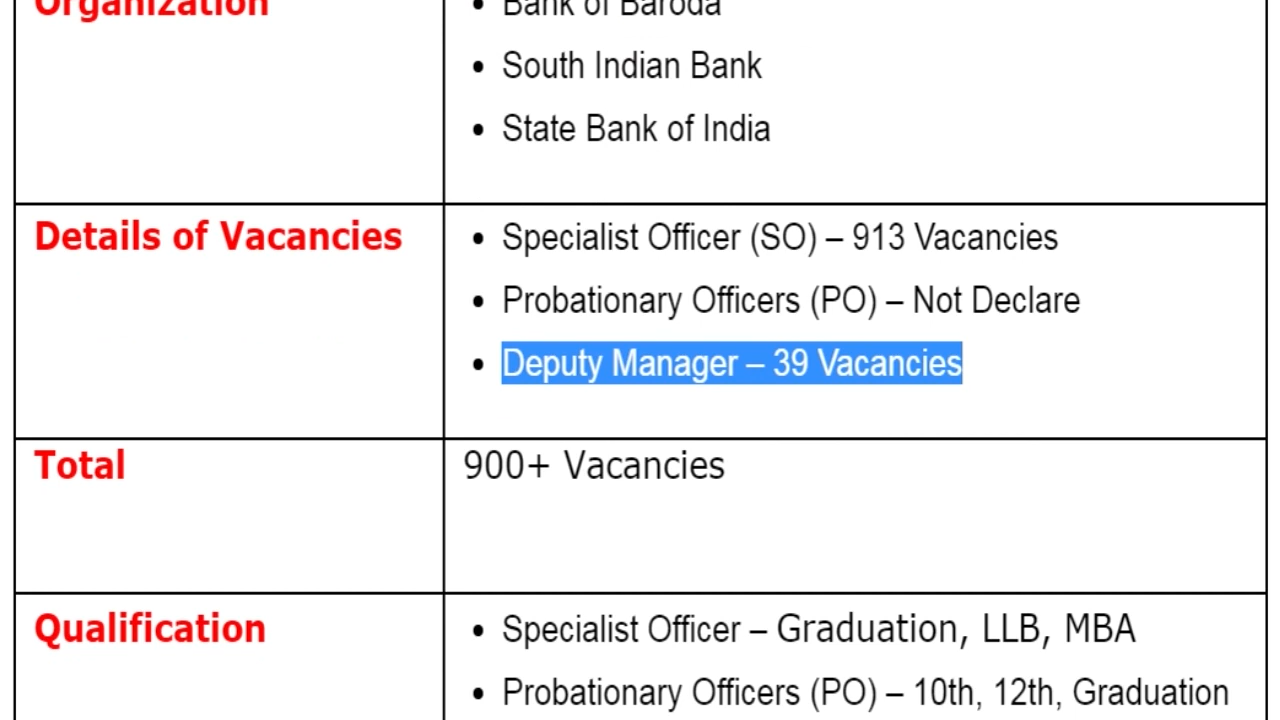 Organization
Bank of Baroda
South Indian Bank
State Bank of India
Details of Vacancies
Specialist Officer (SO) – 913 Vacancies
Probationary Officers (PO) – Not Declare
Deputy Manager – 39 Vacancies
Total
900+ Vacancies
Qualification
Specialist Officer – Graduation, LLB, MBA
Probationary Officers (PO) – 10th, 12th, Graduation